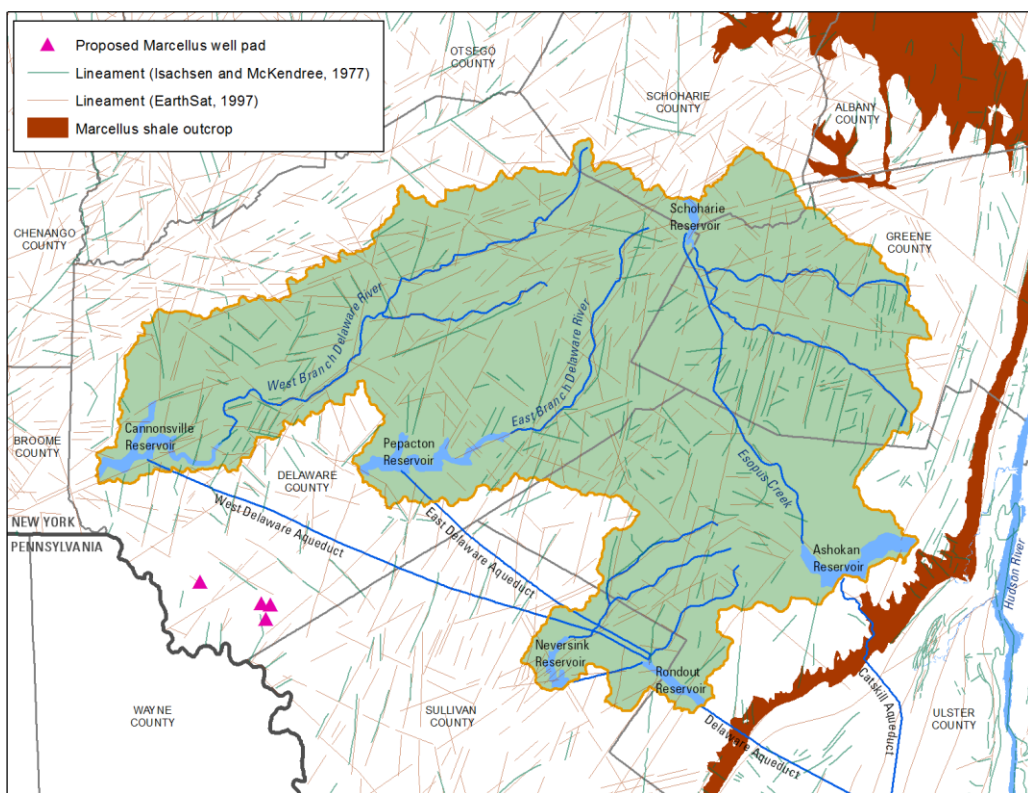 Proposed Marcellus well pad
Lineament (Isachsen and McKendree, 1977)
Lineament (EarthSat, 1997)
Marcellus shale outcrop
OTSEGO
COUNTY
SCHOHARIE
COUNTY
ALBANY
COUNTY
CHENANGO
COUNTY
Schoharie
Reservoir
GREENE
COUNTY
West Branch Delaware River
East Branch Delaware River
Cannonsville
Reservoir
BROOME
COUNTY
Pepacton
Reservoir
DELAWARE
COUNTY
Esopus Creek
West Delaware Aqueduct
East Delaware Aqueduct
NEW YORK
PENNSYLVANIA
Ashokan
Reservoir
Hudson River
Neversink
Reservoir
Rondout
Reservoir
Catskill Aqueduct
WAYNE
COUNTY
SULLIVAN
COUNTY
ULSTER
COUNTY
Delaware Aqueduct